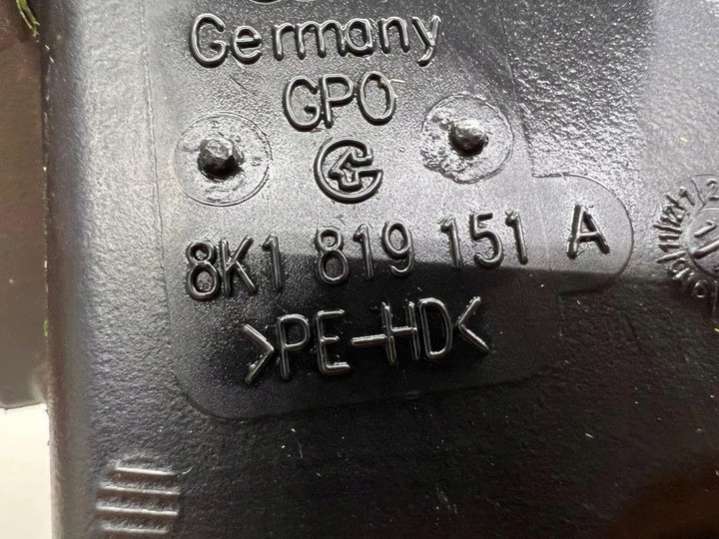 Germany
GPO
8K1 819 151 A
>PE-HD<